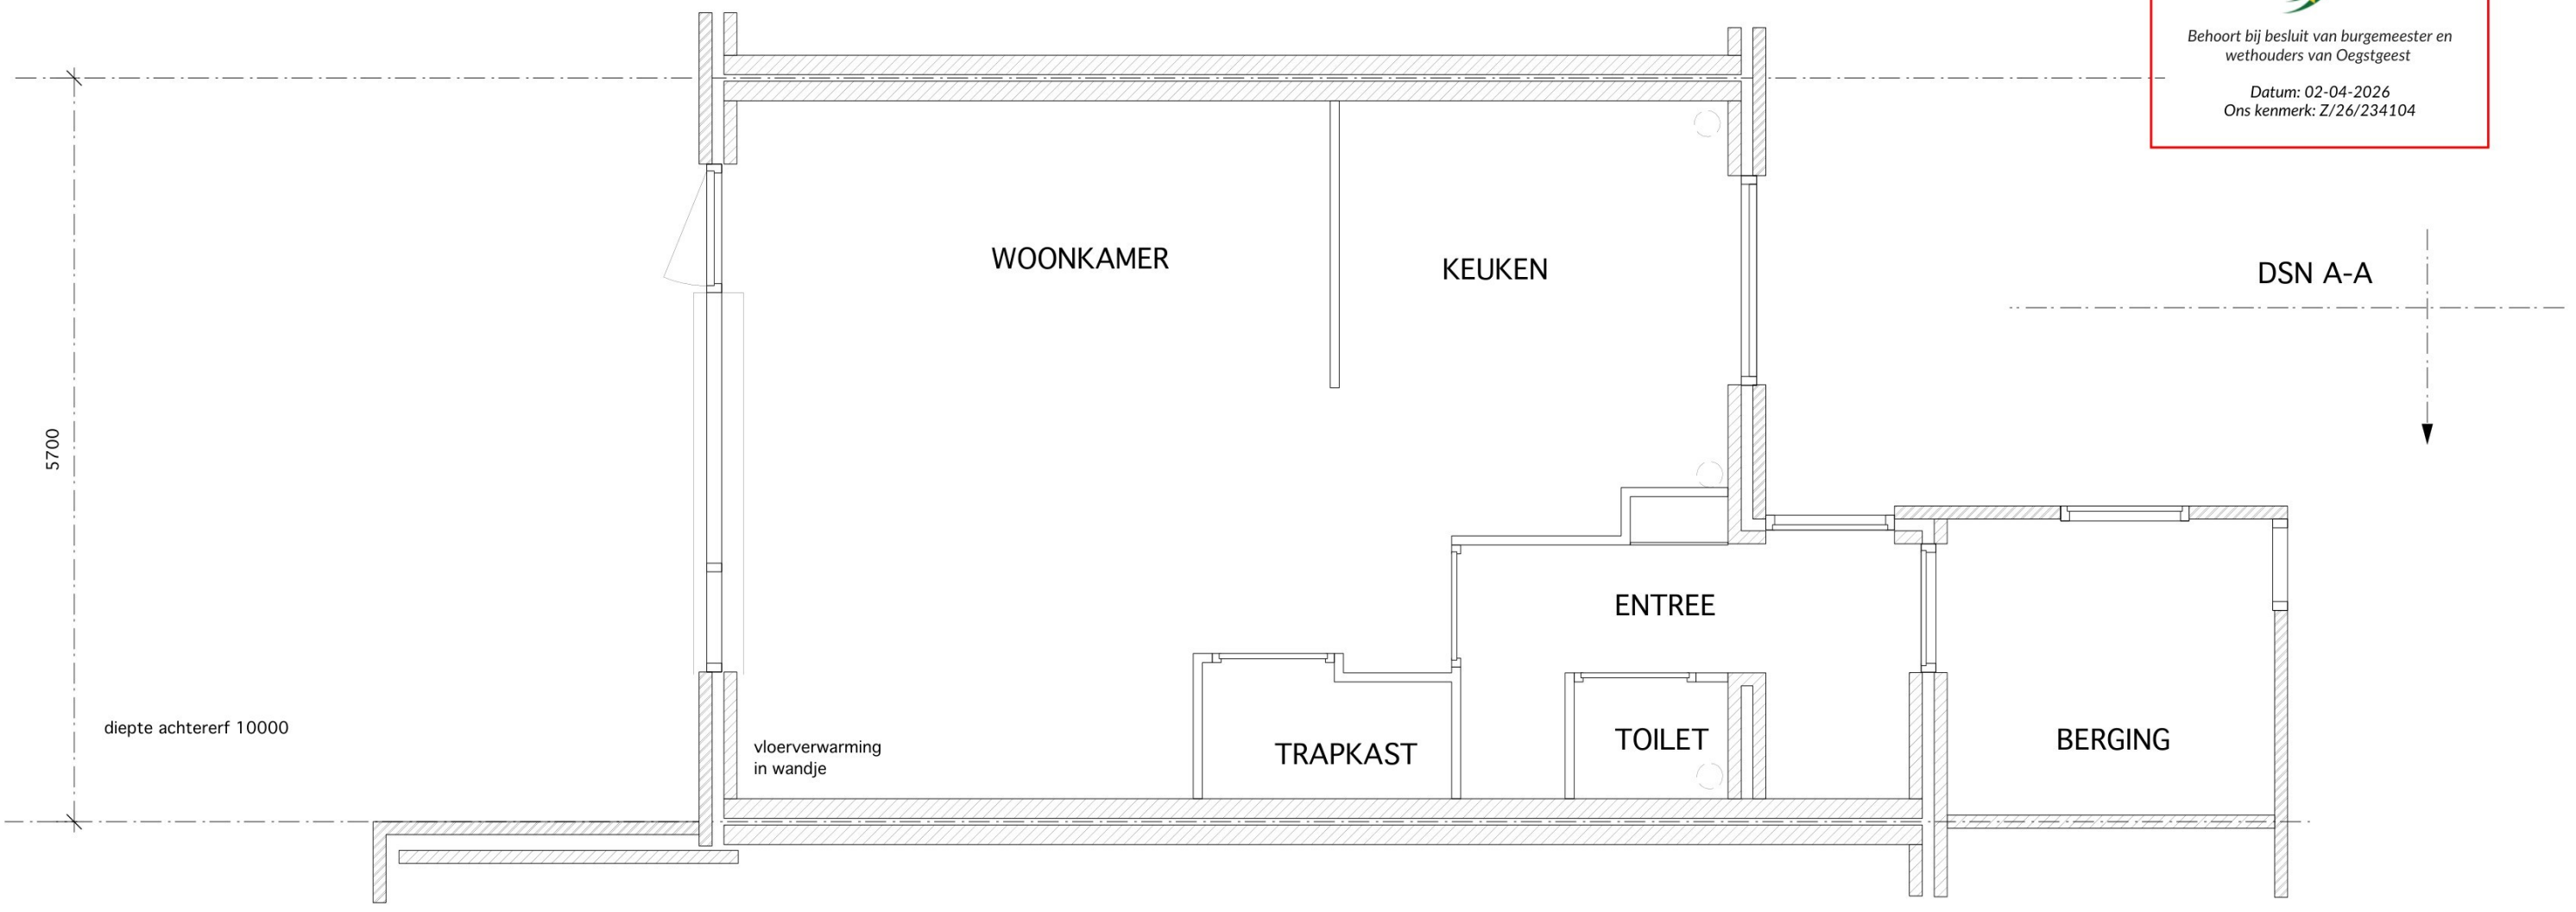 Behoort bij besluit van burgemeester en
wethouders van Oegstgeest
Datum: 02-04-2026
Ons kenmerk: Z/26/234104
WOONKAMER
KEUKEN
DSN A-A
5700
ENTREE
diepte achtererf 10000
vloerverwarming
in wandje
TRAPKAST
TOILET
BERGING